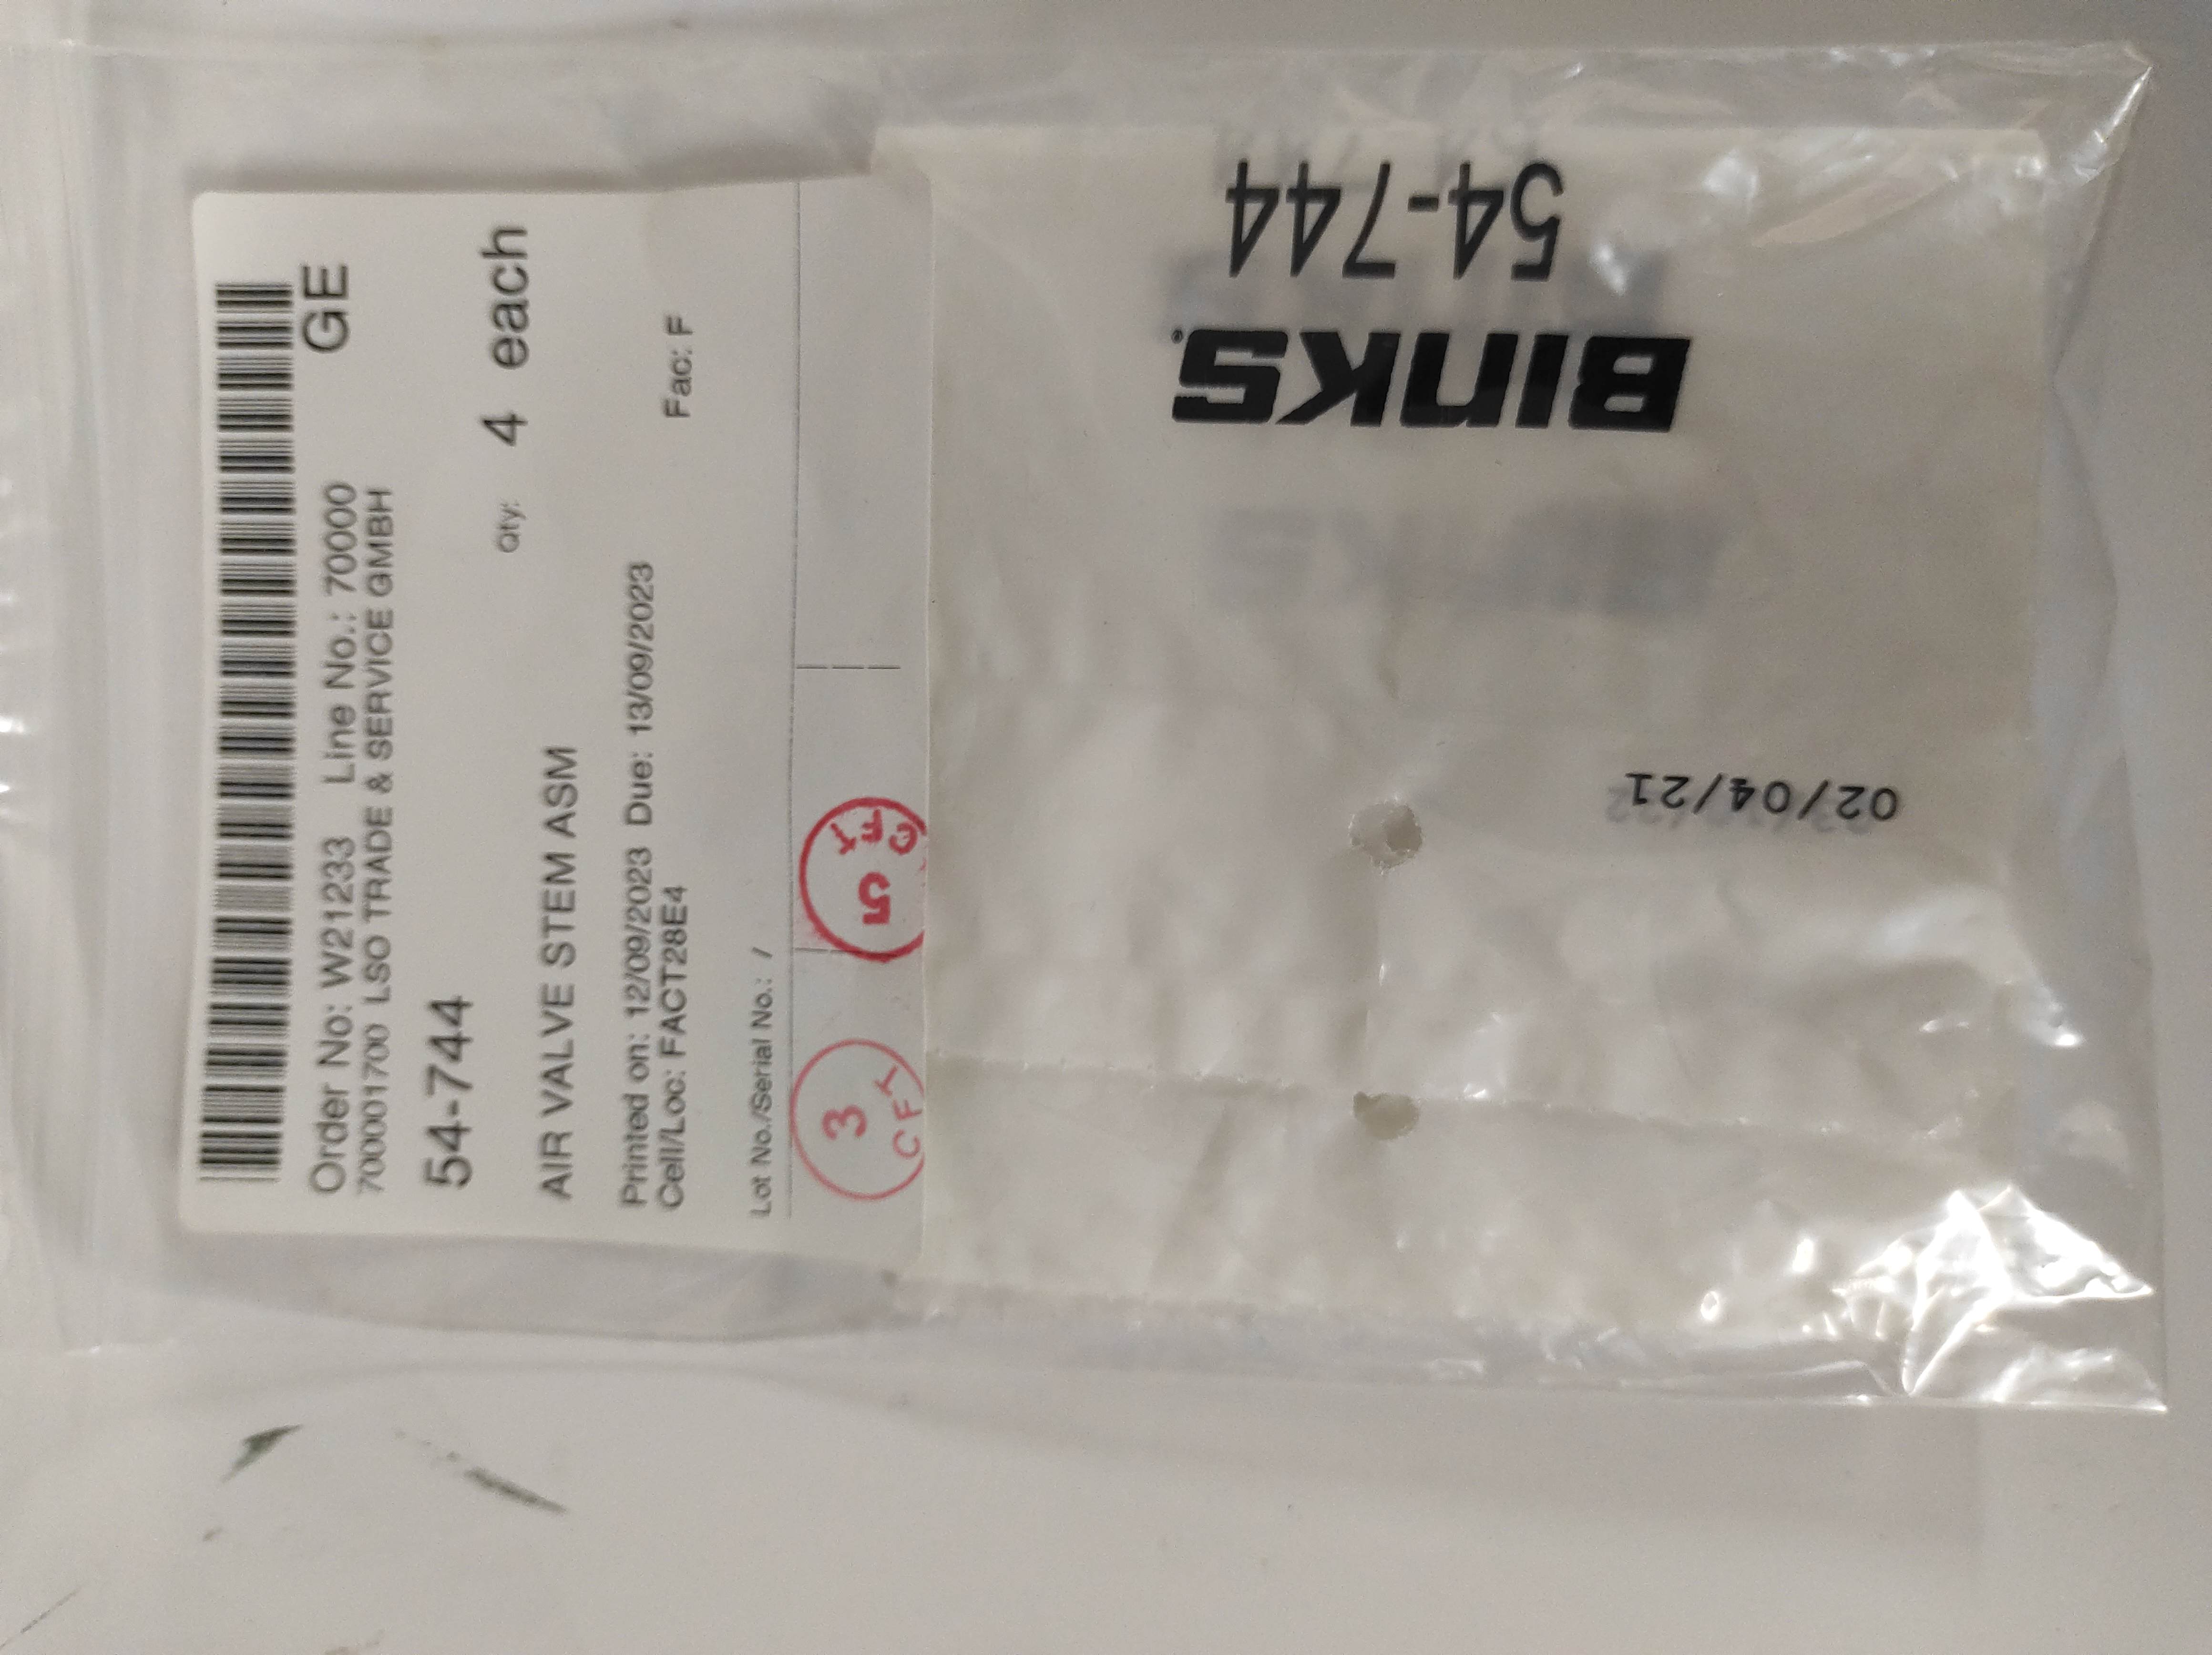 GE
Order No: W21233 Line No.: 70000
700001700 LSO TRADE & SERVICE GMBH
54-744
Qty: 4 each
AIR VALVE STEM ASM
Printed on: 12/09/2023 Due: 13/09/2023
Cell/Loc: FACT28E4 Fac: F
Lot No./Serial No.: /
3
CFT
5
CFT
BINKS®
54-744
02/04/21